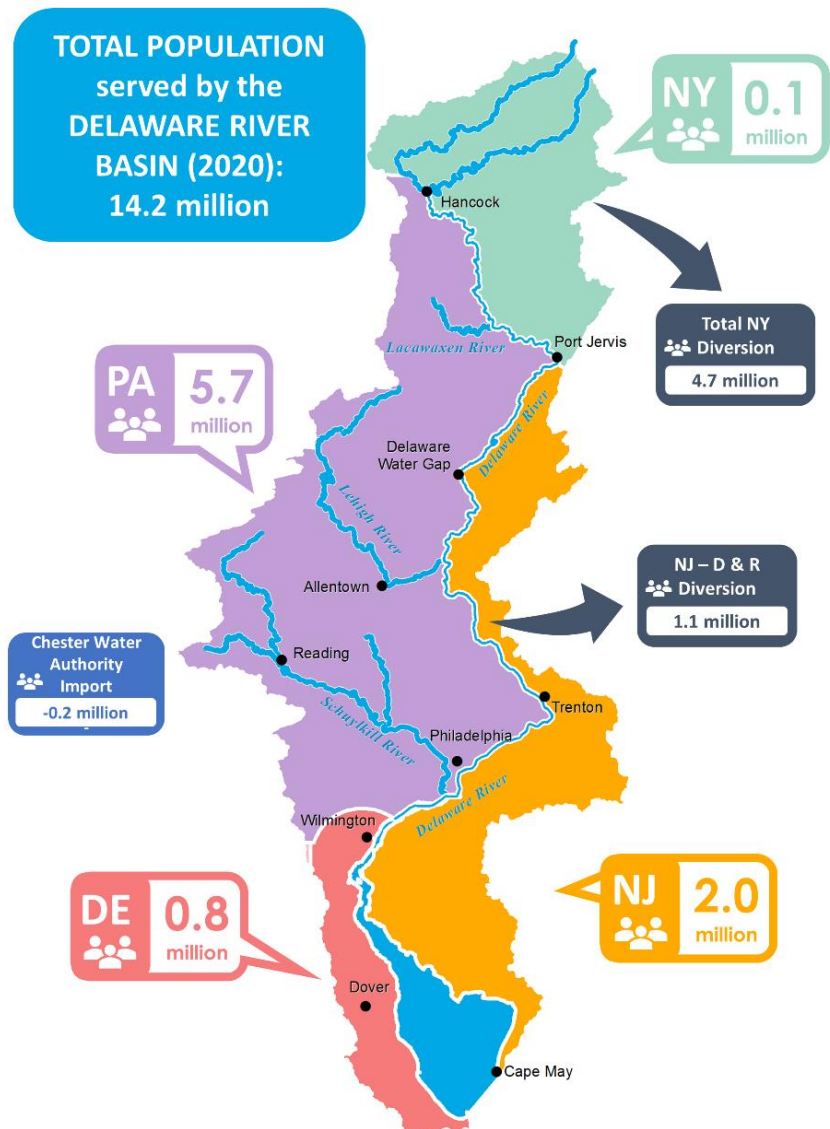 TOTAL POPULATION
served by the
DELAWARE RIVER
BASIN (2020):
14.2 million
NY
0.1
million
Hancock
Total NY
Diversion
4.7 million
Port Jervis
Lacawaxen River
PA
5.7
million
Delaware River
Delaware
Water Gap
Lehigh River
NJ – D & R
Diversion
1.1 million
Allentown
Chester Water
Authority
Import
-0.2 million
-
Reading
Trenton
Schuylkill River
Philadelphia
Delaware River
Wilmington
DE
0.8
million
NJ
2.0
million
Dover
Cape May